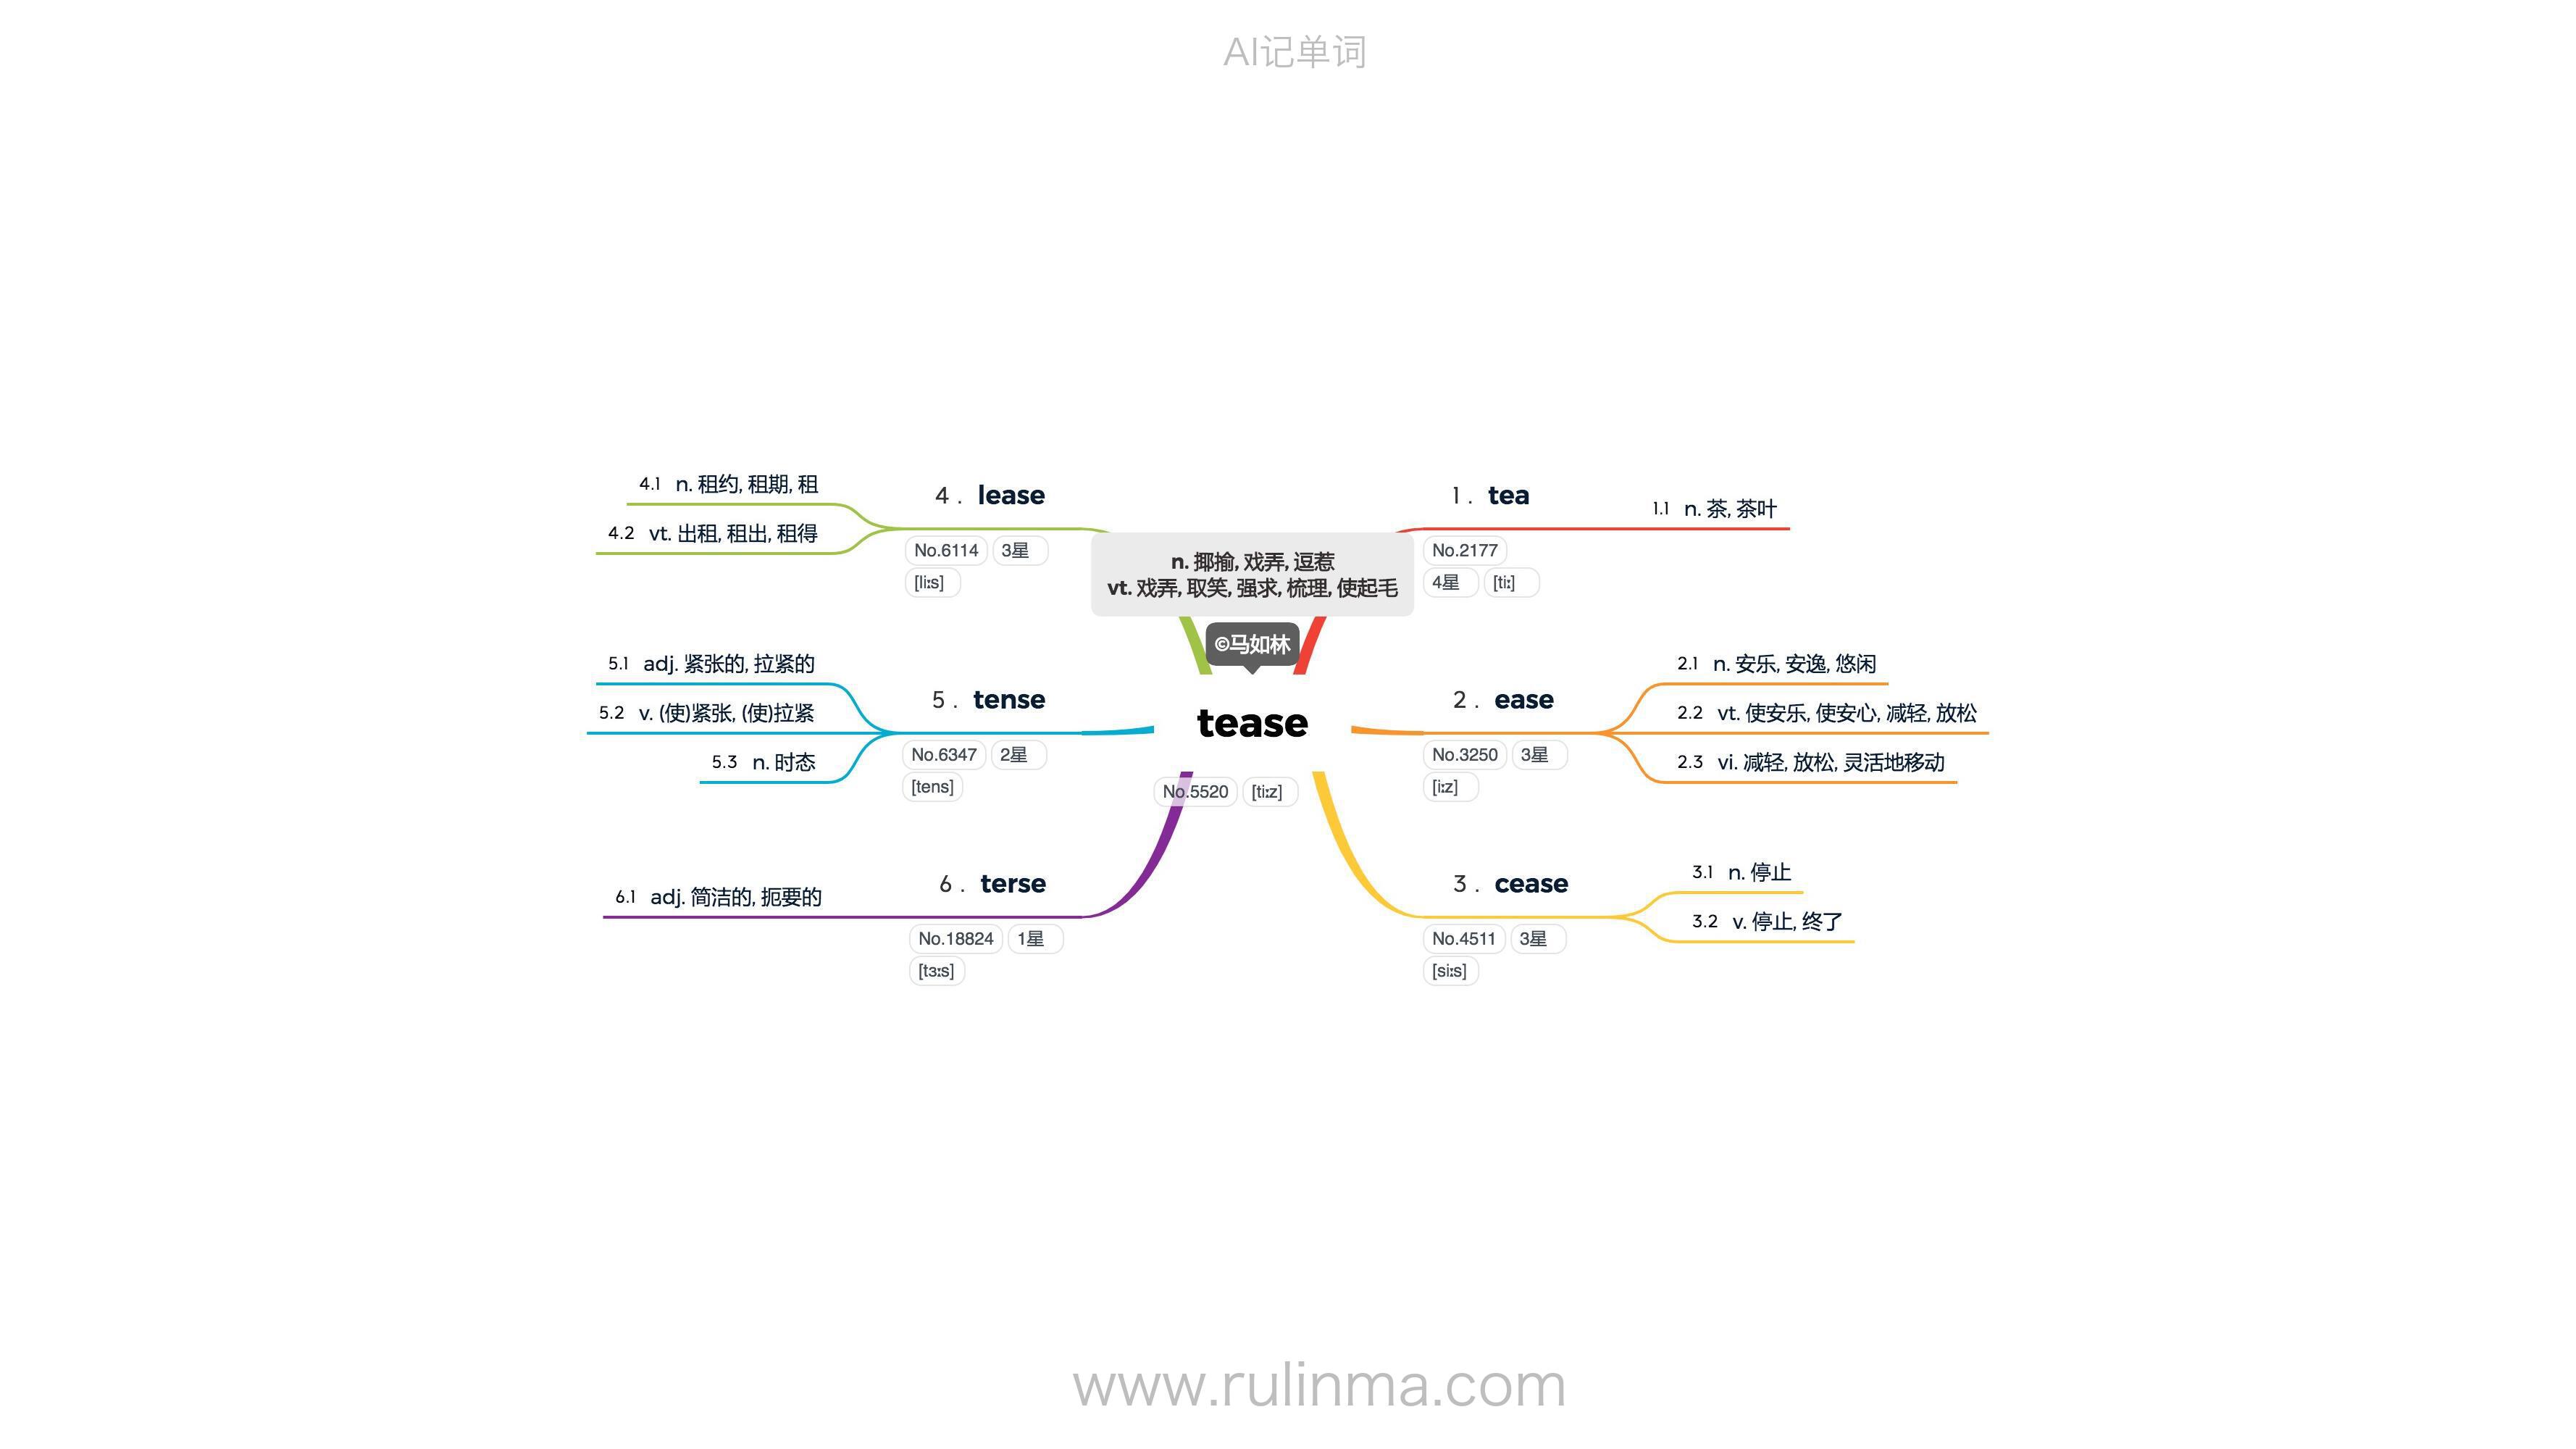 AI记单词
n. 揶揄, 戏弄, 逗惹
vt. 戏弄, 取笑, 强求, 梳理, 使起毛
©马如林
tease
No.5520 [tiːz]
1. tea
No.2177
4星 [tiː]
1.1 n. 茶, 茶叶
2. ease
No.3250 3星
[iːz]
2.1 n. 安乐, 安逸, 悠闲
2.2 vt. 使安乐, 使安心, 减轻, 放松
2.3 vi. 减轻, 放松, 灵活地移动
3. cease
No.4511 3星
[siːs]
3.1 n. 停止
3.2 v. 停止, 终了
4. lease
No.6114 3星
[liːs]
4.1 n. 租约, 租期, 租
4.2 vt. 出租, 租出, 租得
5. tense
No.6347 2星
[tens]
5.1 adj. 紧张的, 拉紧的
5.2 v. (使)紧张, (使)拉紧
5.3 n. 时态
6. terse
No.18824 1星
[tɜːs]
6.1 adj. 简洁的, 扼要的
www.rulinma.com